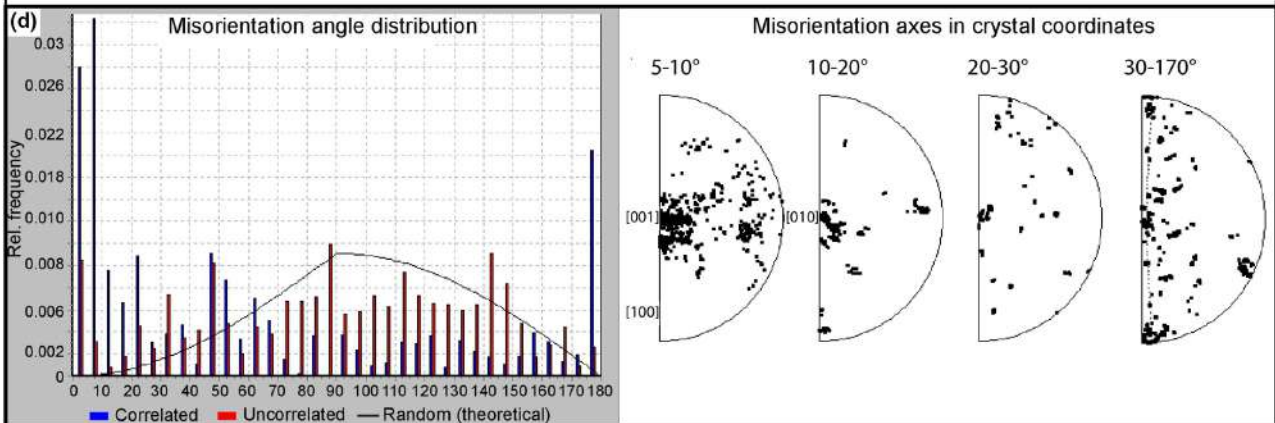 (d)
Misorientation angle distribution
Rel. frequency
0.03
0.026
0.022
0.018
0.010
0.008
0.006
0.002
0
0 10 20 30 40 50 60 70 80 90 100 110 120 130 140 150 160 170 180
Correlated Uncorrelated Random (theoretical)
Misorientation axes in crystal coordinates
5-10° 10-20° 20-30° 30-170°
[001] [010]
[100]